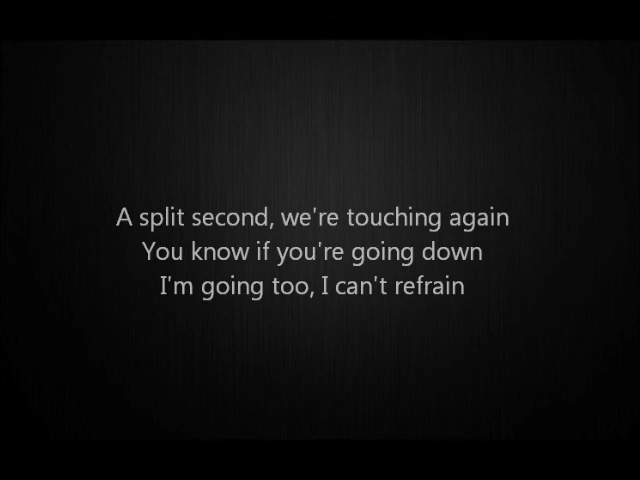 A split second, we're touching again
You know if you're going down
I'm going too, I can't refrain